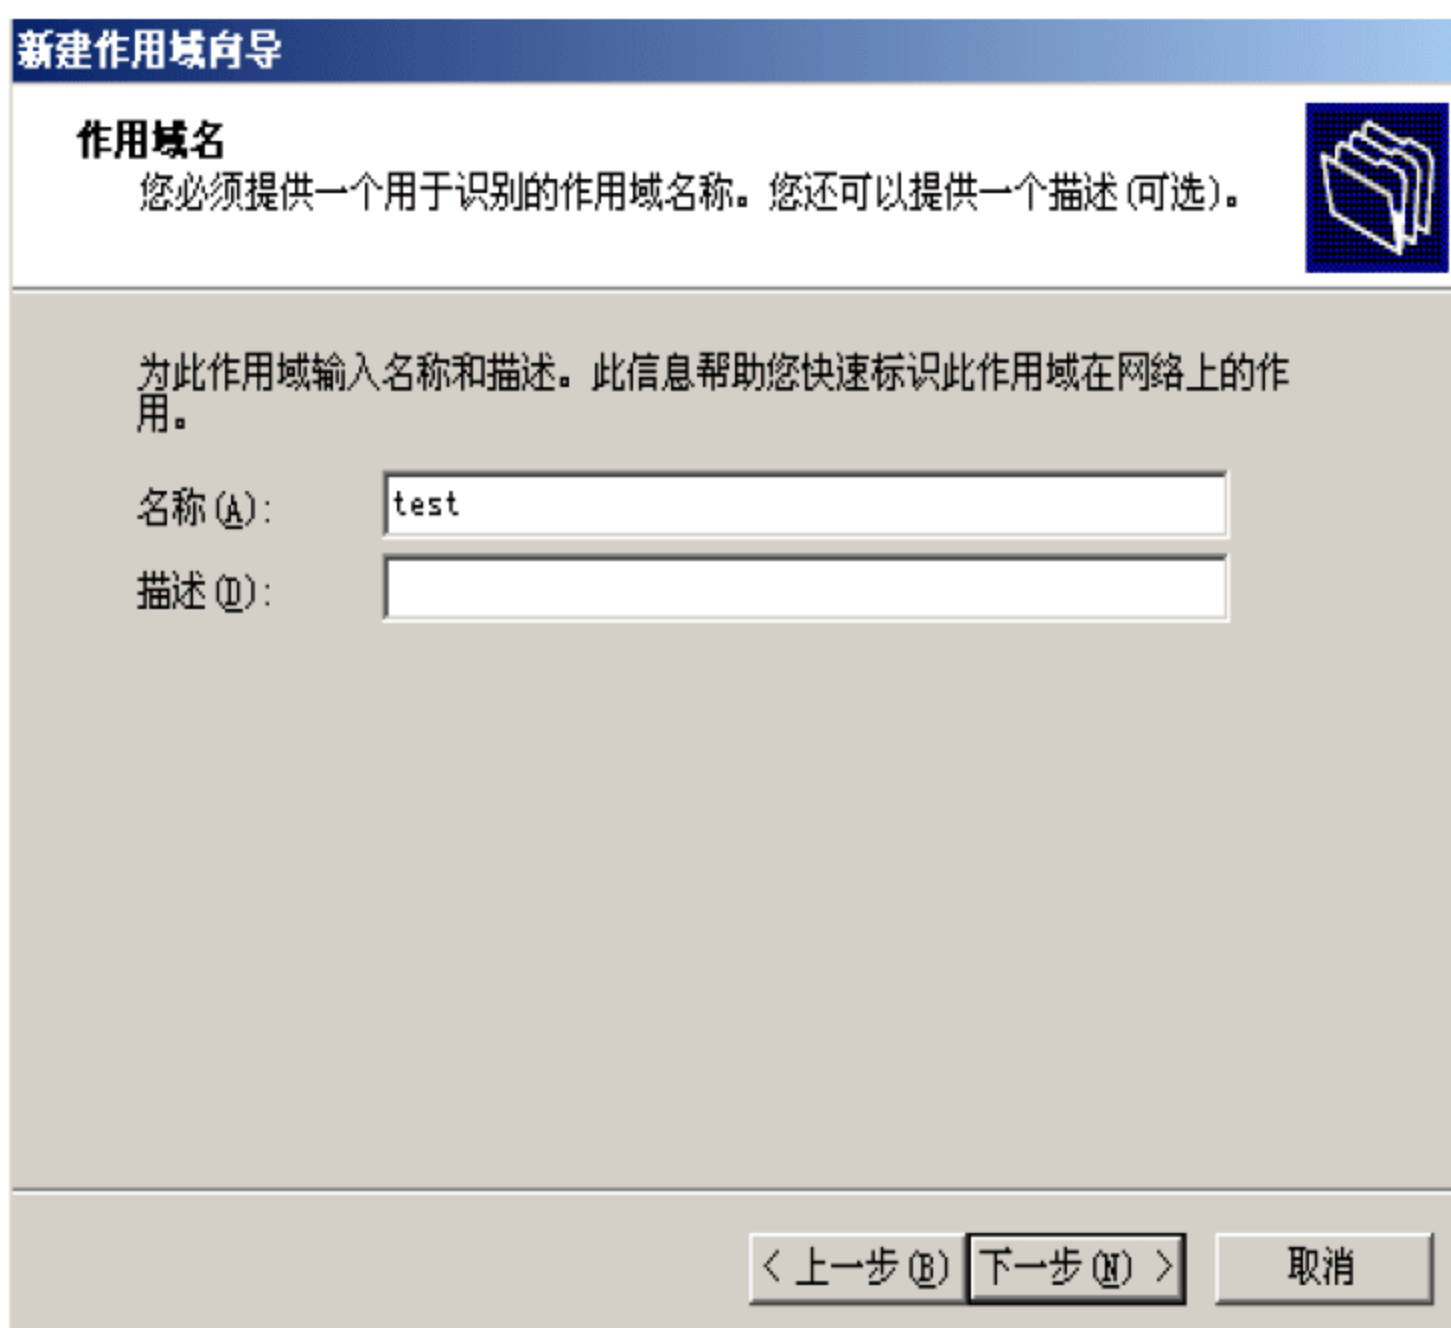 新建作用域向导
作用域名
您必须提供一个用于识别的作用域名称。您还可以提供一个描述(可选)。
为此作用域输入名称和描述。此信息帮助您快速标识此作用域在网络上的作
用。
名称(A): test
描述(D):
< 上一步(B) 下一步(N) > 取消